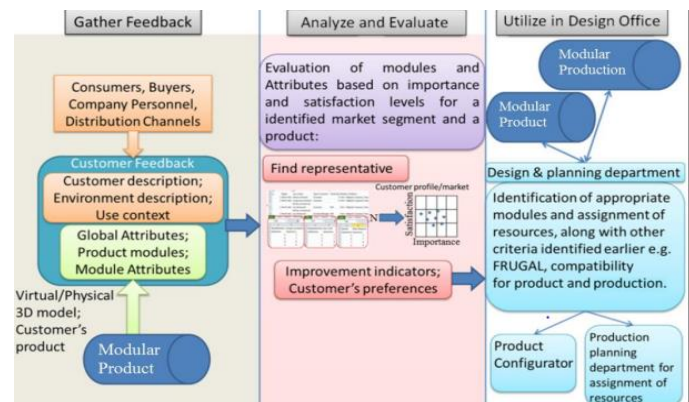 Gather Feedback
Consumers, Buyers,
Company Personnel,
Distribution Channels
Customer Feedback
Customer description;
Environment description;
Use context
Global Attributes;
Product modules;
Module Attributes
Virtual/Physical
3D model;
Customer's
product
Modular
Product
Analyze and Evaluate
Evaluation of modules and
Attributes based on importance
and satisfaction levels for a
identified market segment and a
product:
Find representative
N
Customer profile/market
Satisfaction
Importance
Improvement indicators;
Customer's preferences
Utilize in Design Office
Modular
Production
Modular
Product
Design & planning department
Identification of appropriate
modules and assignment of
resources, along with other
criteria identified earlier e.g.
FRUGAL, compatibility
for product and production.
Product
Configurator
Production
planning
department for
assignment of
resources